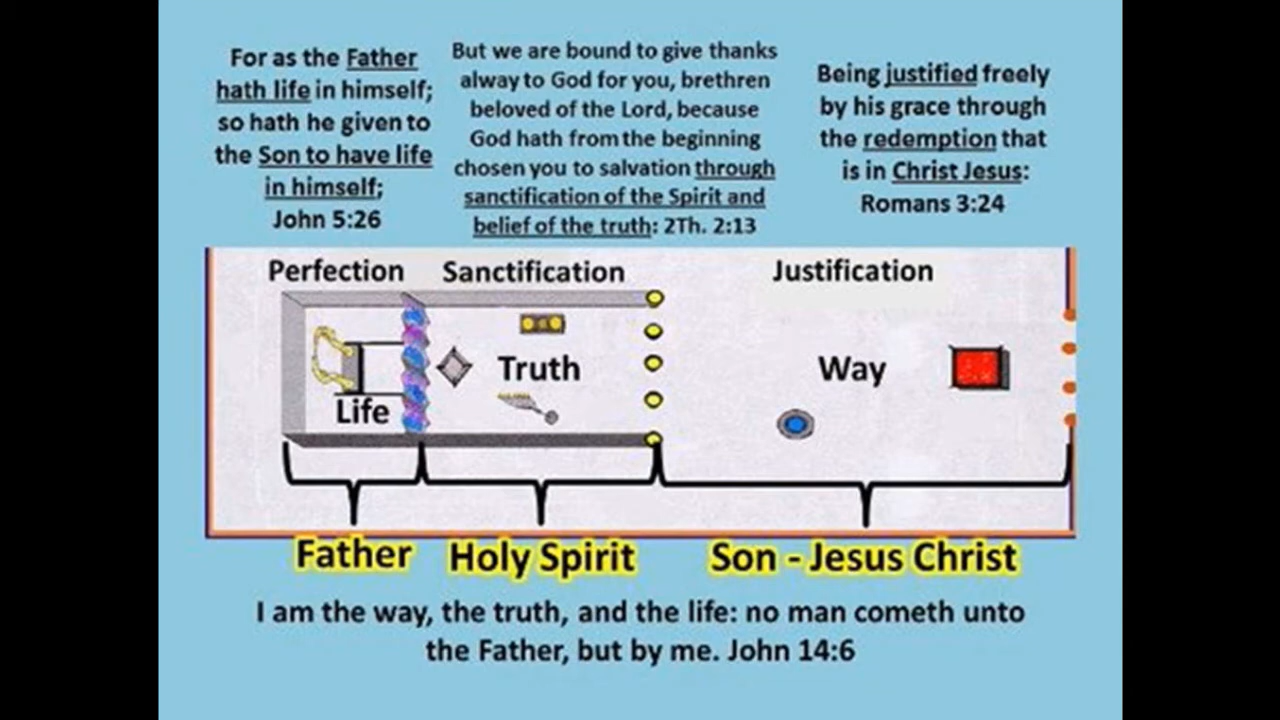 For as the Father
hath life in himself;
so hath he given to
the Son to have life
in himself;
John 5:26
But we are bound to give thanks
alway to God for you, brethren
beloved of the Lord, because
God hath from the beginning
chosen you to salvation through
sanctification of the Spirit and
belief of the truth: 2Th. 2:13
Being justified freely
by his grace through
the redemption that
is in Christ Jesus:
Romans 3:24
Perfection
Sanctification
Justification
Life
Truth
Way
Father
Holy Spirit
Son - Jesus Christ
I am the way, the truth, and the life: no man cometh unto
the Father, but by me. John 14:6